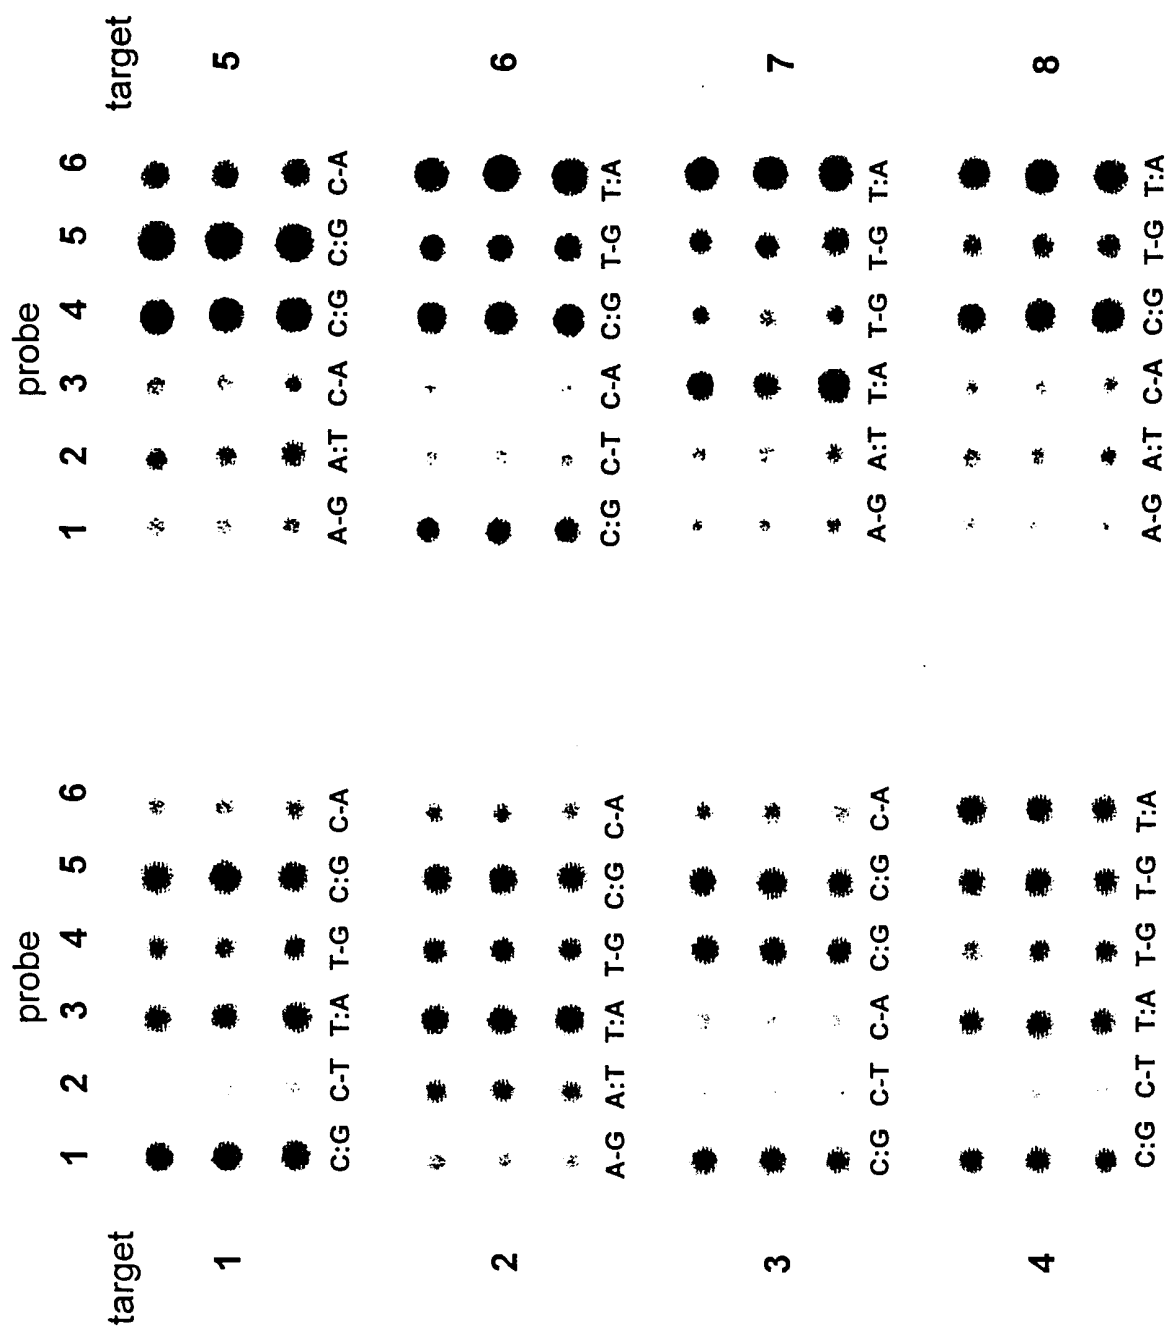 probe
target 1 2 3 4 5 6
1
C:G C-T T:A T-G C:G C-A
2
A-G A:T T:A T-G C:G C-A
3
C:G C-T C-A C:G C:G C-A
4
C:G C-T T:A T-G T-G T:A
probe
1 2 3 4 5 6 target
5
A-G A:T C-A C:G C:G C-A
6
C:G C-T C-A C:G T-G T:A
7
A-G A:T T:A T-G T-G T:A
8
A-G A:T C-A C:G T-G T:A